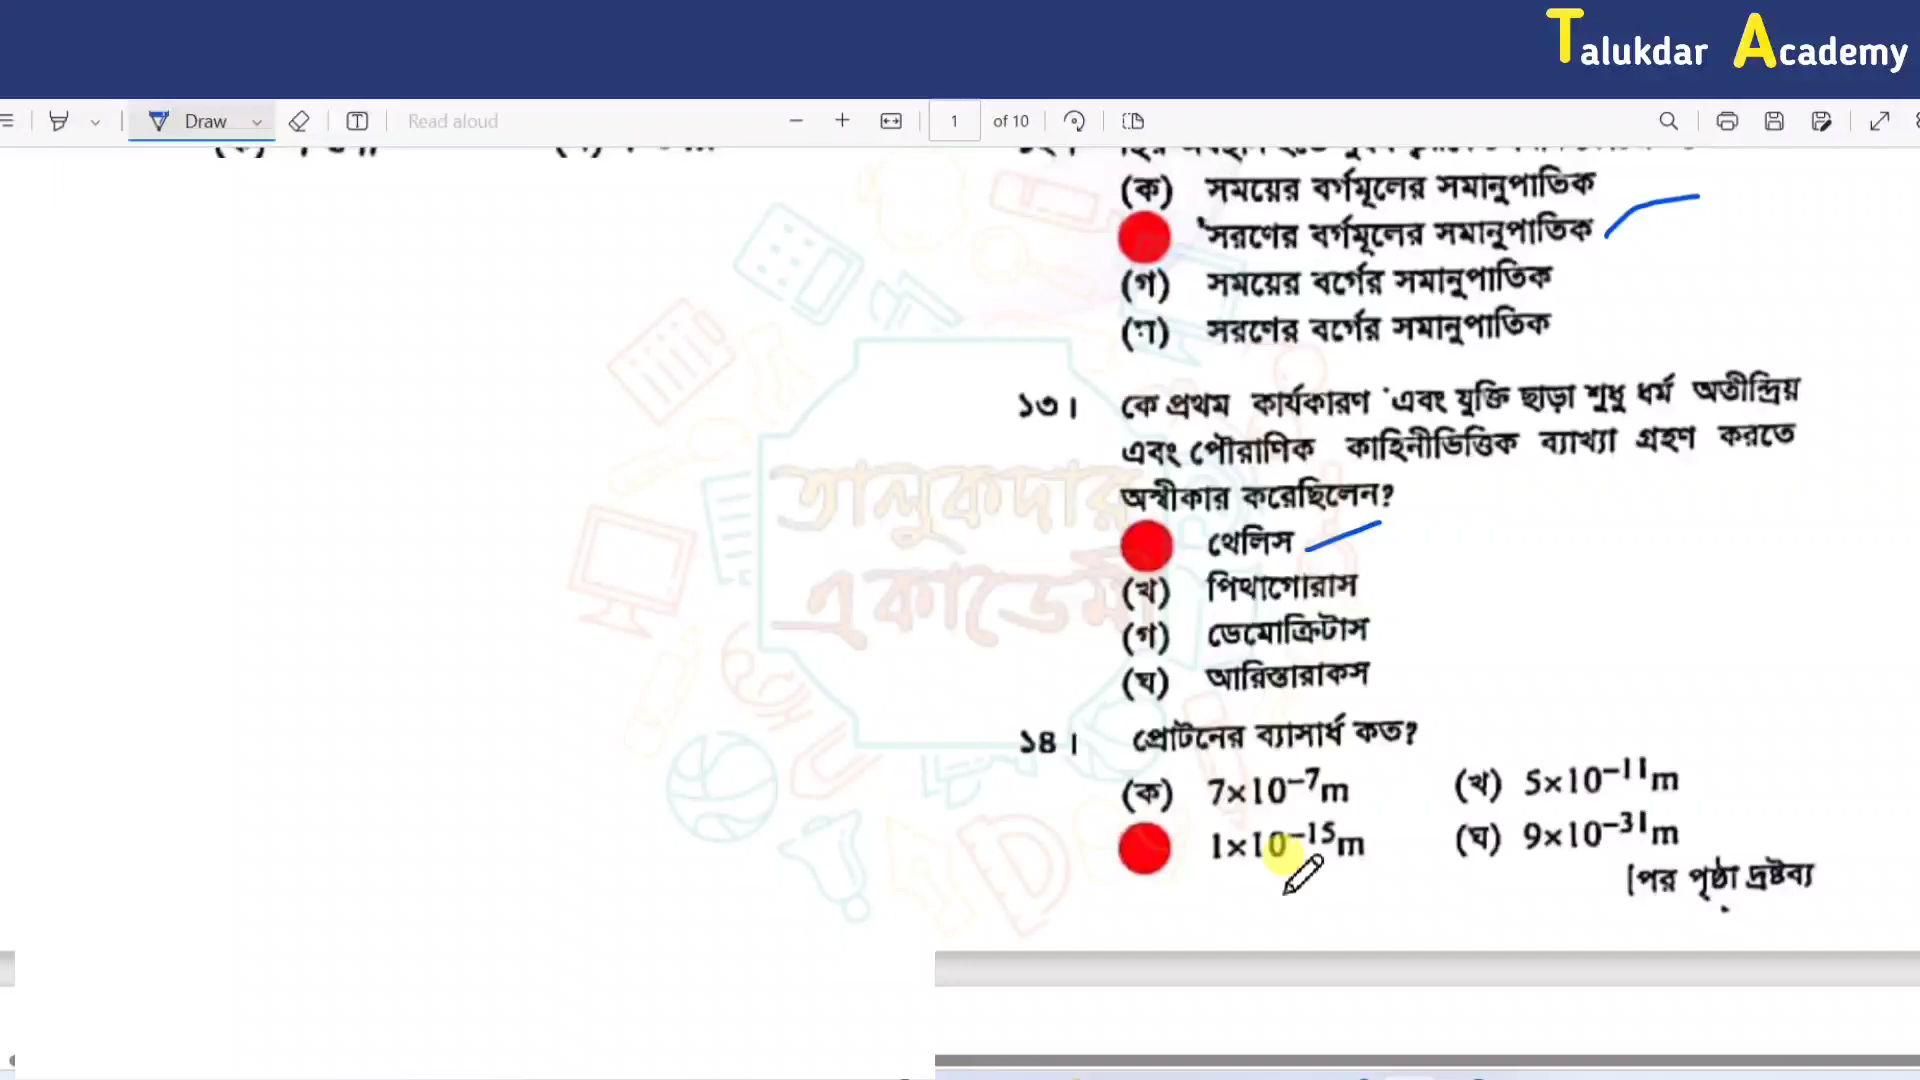 Talukdar Academy
Draw
Read aloud
1 of 10
(ক) সময়ের বর্গমূলের সমানুপাতিক
সরণের বর্গমূলের সমানুপাতিক
(গ) সময়ের বর্গের সমানুপাতিক
সরণের বর্গের সমানুপাতিক
১৩। কে প্রথম কার্যকারণ এবং যুক্তি ছাড়া শুধু ধর্ম অতীন্দ্রিয়
এবং পৌরাণিক কাহিনীভিত্তিক ব্যাখ্যা গ্রহণ করতে
অস্বীকার করেছিলেন?
থেলিস
(খ) পিথাগোরাস
(গ) ডেমোক্রিটাস
(ঘ) আরিস্তারাকস
১৪। প্রোটনের ব্যাসার্ধ কত?
(ক) 7×10⁻⁷m (খ) 5×10⁻¹¹m
1×10⁻¹⁵m (ঘ) 9×10⁻³¹m
[পর পৃষ্ঠা দ্রষ্টব্য
তালুকদার
একাডেমী